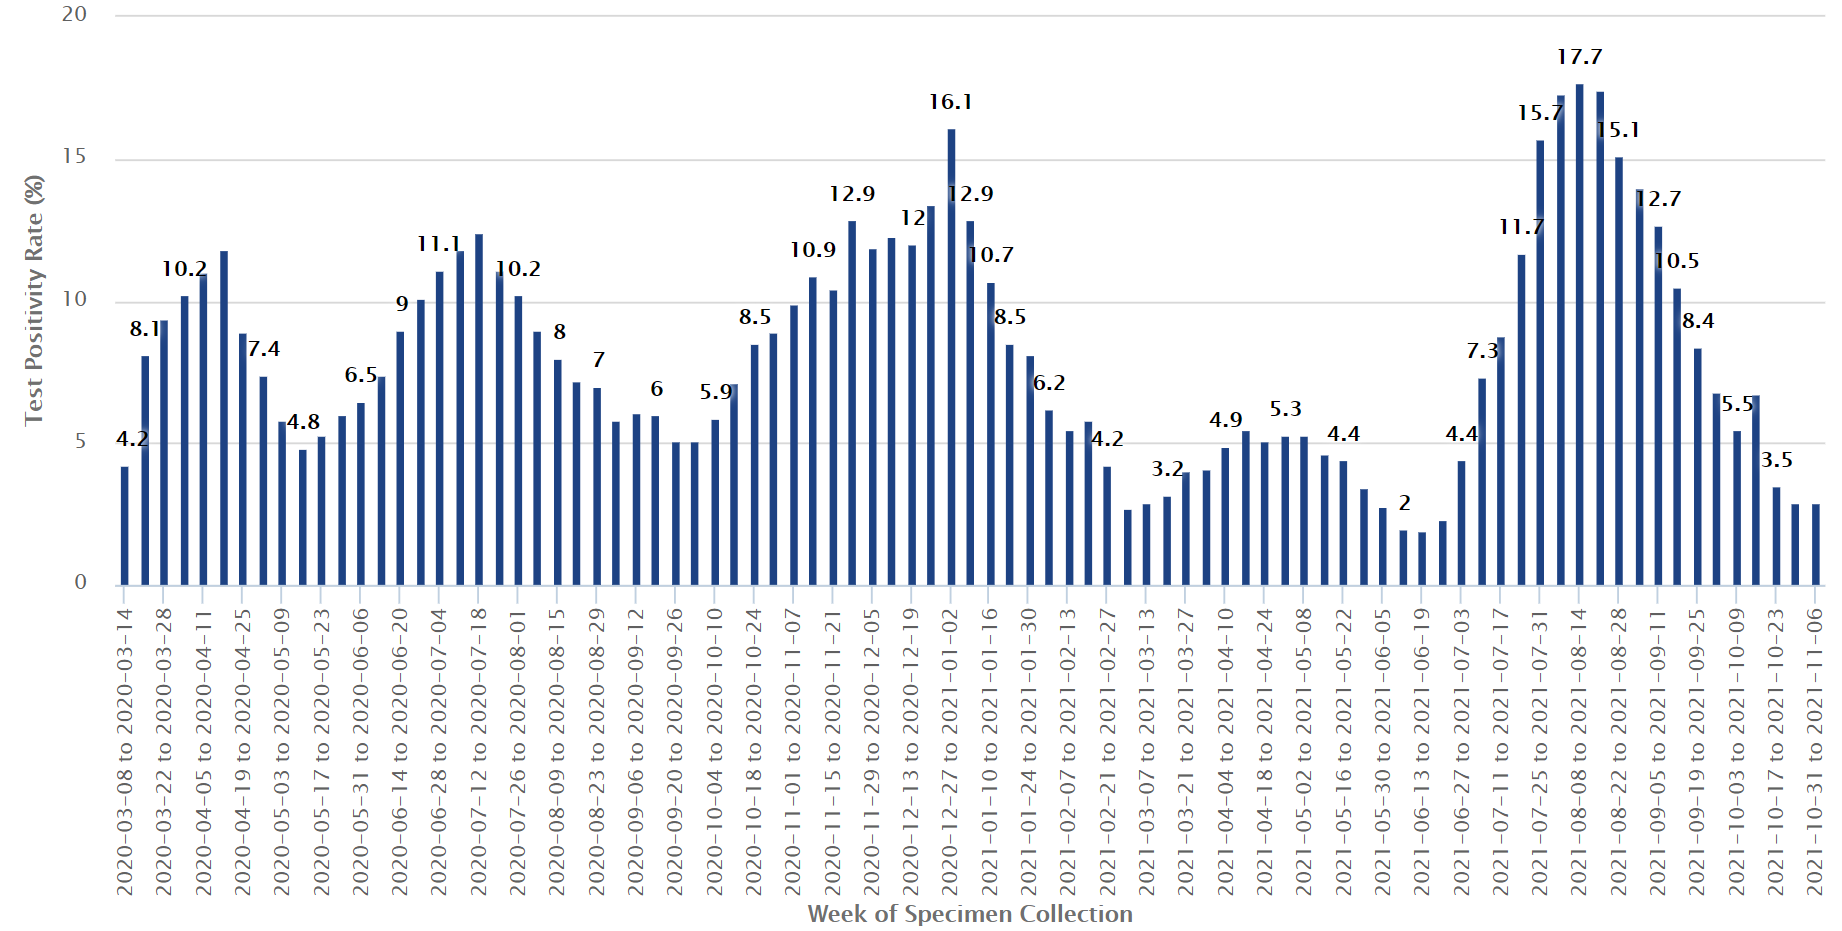 20
15
10
5
0
Test Positivity Rate (%)
4.2
8.1
10.2
7.4
4.8
6.5
9
11.1
10.2
8
7
6
5.9
8.5
10.9
12.9
12
16.1
12.9
10.7
8.5
6.2
4.2
3.2
4.9
5.3
4.4
2
4.4
7.3
11.7
15.7
17.7
15.1
12.7
10.5
8.4
5.5
3.5
2020-03-08 to 2020-03-14
2020-03-22 to 2020-03-28
2020-04-05 to 2020-04-11
2020-04-19 to 2020-04-25
2020-05-03 to 2020-05-09
2020-05-17 to 2020-05-23
2020-05-31 to 2020-06-06
2020-06-14 to 2020-06-20
2020-06-28 to 2020-07-04
2020-07-12 to 2020-07-18
2020-07-26 to 2020-08-01
2020-08-09 to 2020-08-15
2020-08-23 to 2020-08-29
2020-09-06 to 2020-09-12
2020-09-20 to 2020-09-26
2020-10-04 to 2020-10-10
2020-10-18 to 2020-10-24
2020-11-01 to 2020-11-07
2020-11-15 to 2020-11-21
2020-11-29 to 2020-12-05
2020-12-13 to 2020-12-19
2020-12-27 to 2021-01-02
2021-01-10 to 2021-01-16
2021-01-24 to 2021-01-30
2021-02-07 to 2021-02-13
2021-02-21 to 2021-02-27
2021-03-07 to 2021-03-13
2021-03-21 to 2021-03-27
2021-04-04 to 2021-04-10
2021-04-18 to 2021-04-24
2021-05-02 to 2021-05-08
2021-05-16 to 2021-05-22
2021-05-30 to 2021-06-05
2021-06-13 to 2021-06-19
2021-06-27 to 2021-07-03
2021-07-11 to 2021-07-17
2021-07-25 to 2021-07-31
2021-08-08 to 2021-08-14
2021-08-22 to 2021-08-28
2021-09-05 to 2021-09-11
2021-09-19 to 2021-09-25
2021-10-03 to 2021-10-09
2021-10-17 to 2021-10-23
2021-10-31 to 2021-11-06
Week of Specimen Collection